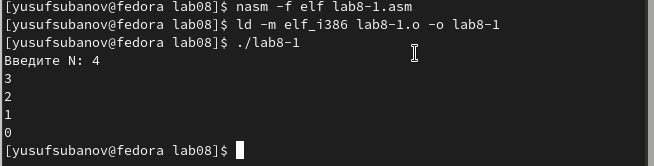 [yusufsubanov@fedora lab08]$ nasm -f elf lab8-1.asm
[yusufsubanov@fedora lab08]$ ld -m elf_i386 lab8-1.o -o lab8-1
[yusufsubanov@fedora lab08]$ ./lab8-1
Введите N: 4
3
2
1
0
[yusufsubanov@fedora lab08]$